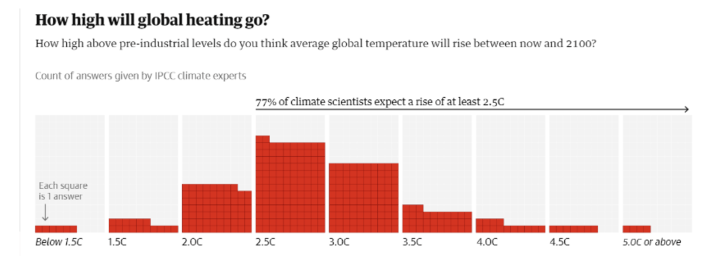 How high will global heating go?
How high above pre-industrial levels do you think average global temperature will rise between now and 2100?
Count of answers given by IPCC climate experts
77% of climate scientists expect a rise of at least 2.5C
Each square
is 1 answer
Below 1.5C 1.5C 2.0C 2.5C 3.0C 3.5C 4.0C 4.5C 5.0C or above